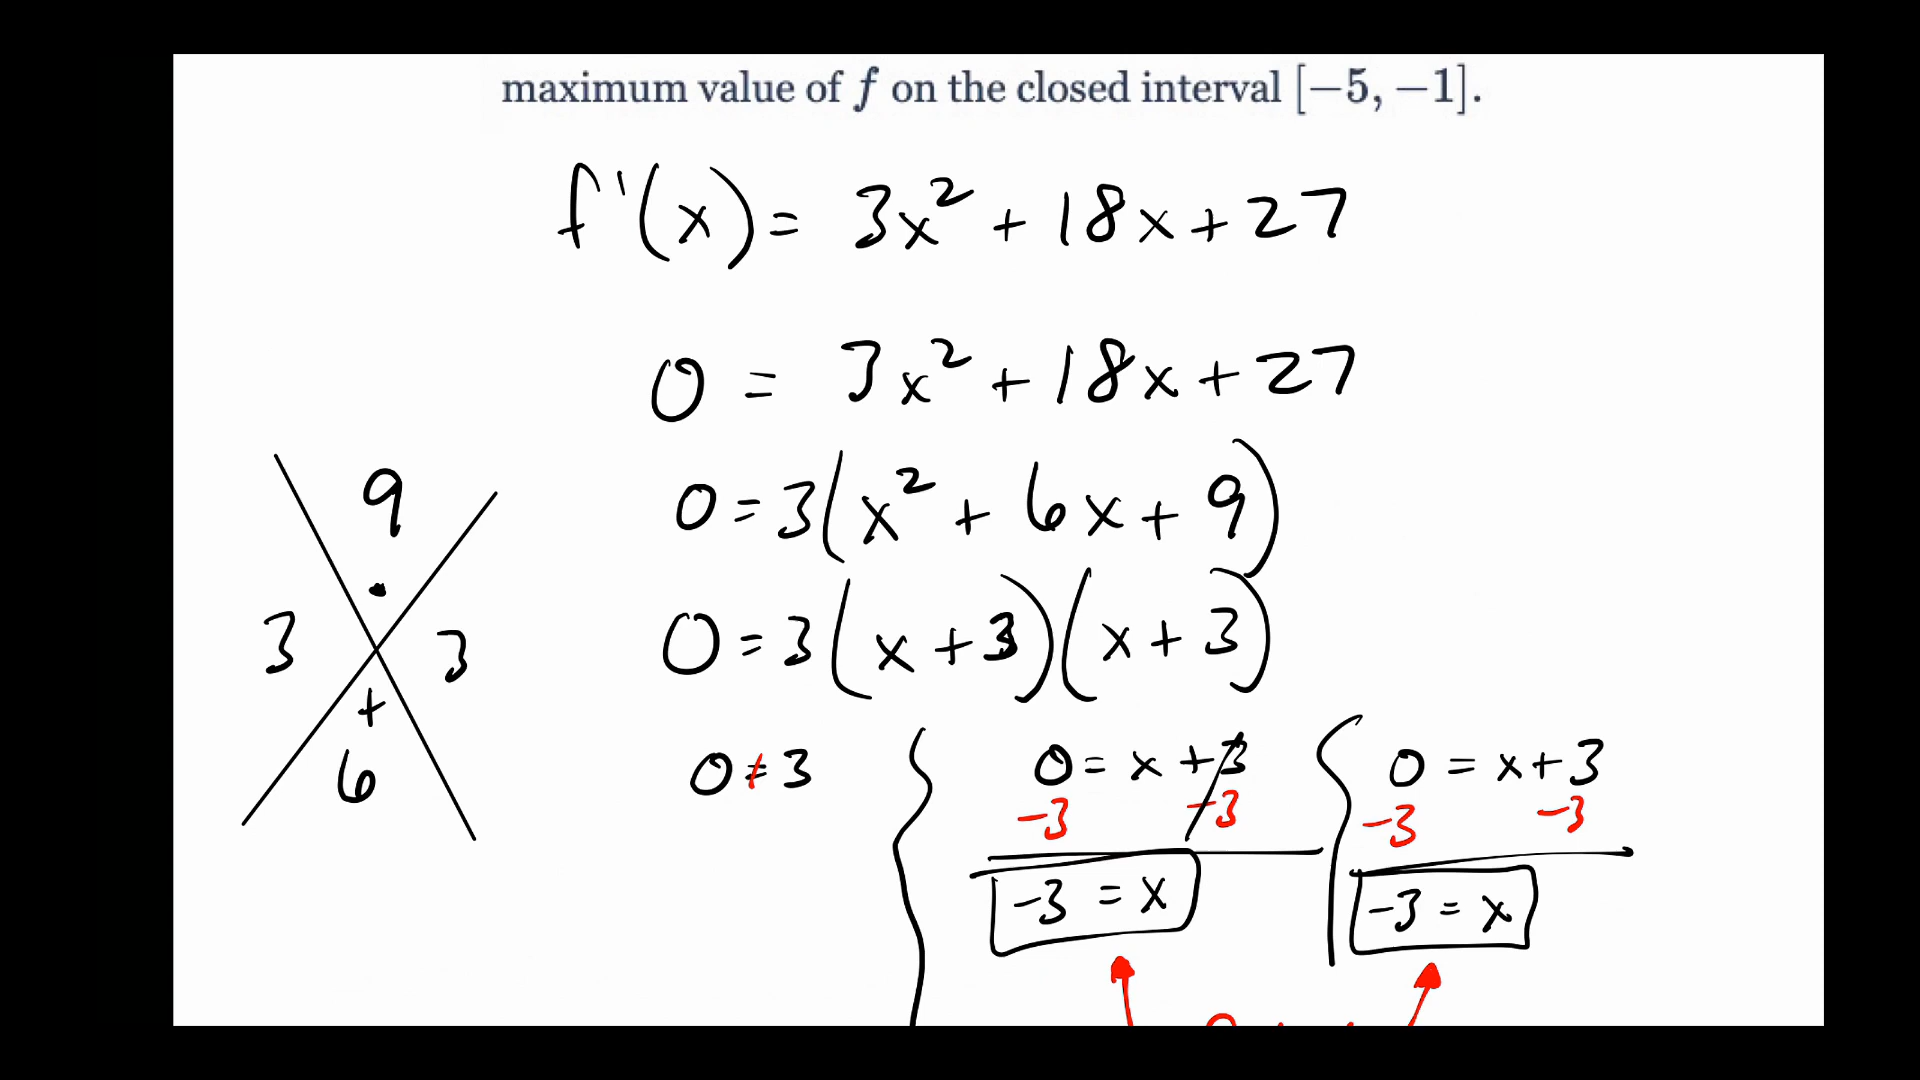 maximum value of f on the closed interval [−5, −1].
f'(x) = 3x² + 18x + 27
0 = 3x² + 18x + 27
0 = 3(x² + 6x + 9)
0 = 3(x + 3)(x + 3)
9
·
3 3
+
6
0 ≠ 3
0 = x + 3
-3 -3
-3 = x
0 = x + 3
-3 -3
-3 = x